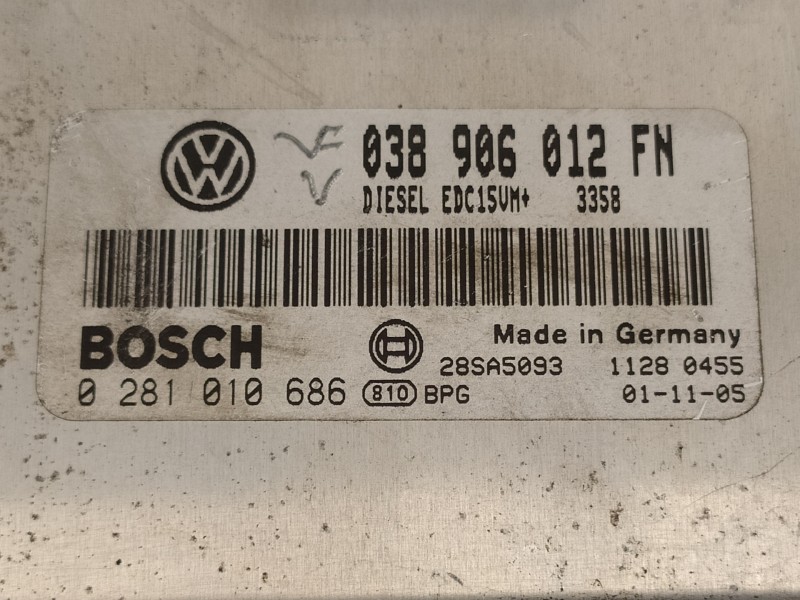 VW 038 906 012 FN
DIESEL EDC15VM+ 3358
BOSCH Made in Germany
28SA5093 1128 0455
0 281 010 686 810 BPG 01-11-05